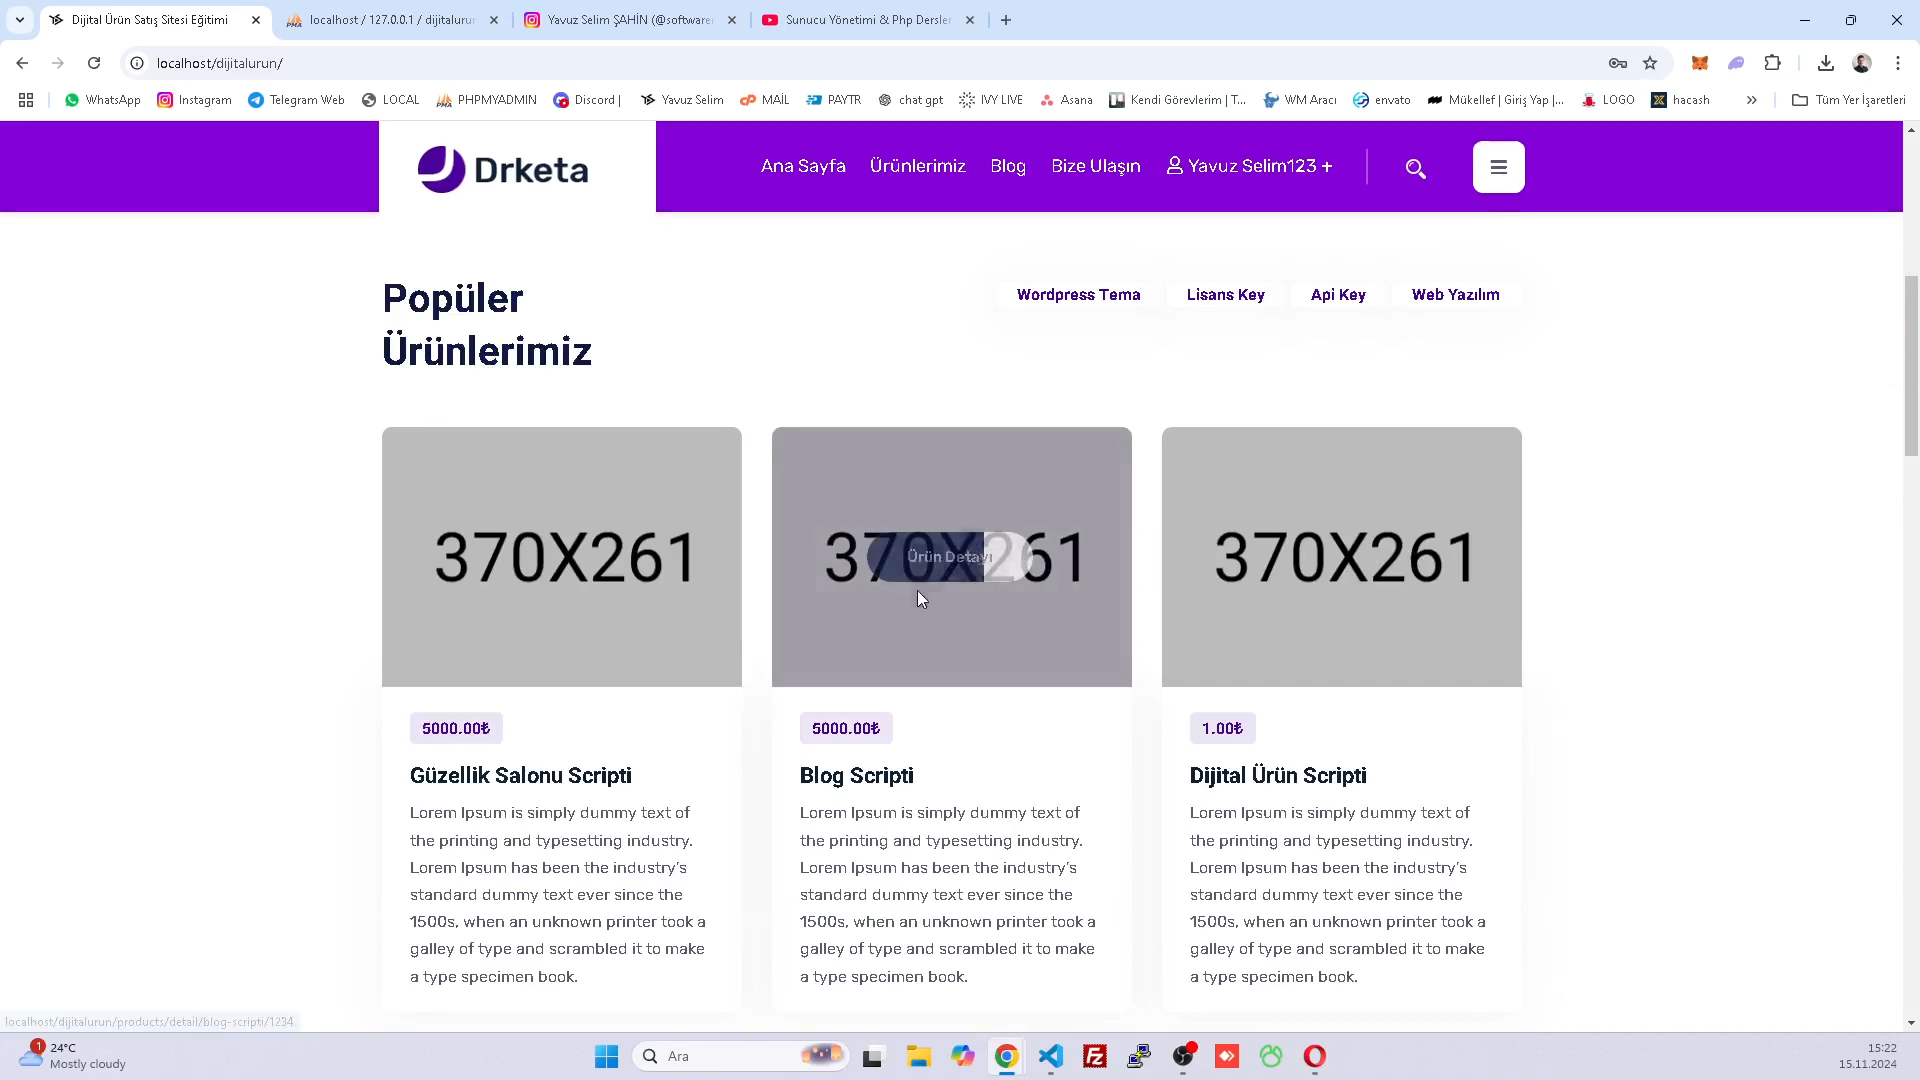 Dijital Ürün Satış Sitesi Eğitimi
localhost / 127.0.0.1 / dijitalurun
Yavuz Selim ŞAHİN (@software
Sunucu Yönetimi & Php Dersler
localhost/dijitalurun/
WhatsApp
Instagram
Telegram Web
LOCAL
PHPMYADMIN
Discord |
Yavuz Selim
MAİL
PAYTR
chat gpt
IVY LIVE
Asana
Kendi Görevlerim | T...
WM Aracı
envato
Mükellef | Giriş Yap |...
LOGO
hacash
Tüm Yer İşaretleri
Drketa
Ana Sayfa
Ürünlerimiz
Blog
Bize Ulaşın
Yavuz Selim123 +
Popüler
Ürünlerimiz
Wordpress Tema
Lisans Key
Api Key
Web Yazılım
370X261
370X261
Ürün Detayı
370X261
5000.00₺
Güzellik Salonu Scripti
Lorem Ipsum is simply dummy text of
the printing and typesetting industry.
Lorem Ipsum has been the industry's
standard dummy text ever since the
1500s, when an unknown printer took a
galley of type and scrambled it to make
a type specimen book.
5000.00₺
Blog Scripti
Lorem Ipsum is simply dummy text of
the printing and typesetting industry.
Lorem Ipsum has been the industry's
standard dummy text ever since the
1500s, when an unknown printer took a
galley of type and scrambled it to make
a type specimen book.
1.00₺
Dijital Ürün Scripti
Lorem Ipsum is simply dummy text of
the printing and typesetting industry.
Lorem Ipsum has been the industry's
standard dummy text ever since the
1500s, when an unknown printer took a
galley of type and scrambled it to make
a type specimen book.
localhost/dijitalurun/products/detail/blog-scripti/1234
1
24°C
Mostly cloudy
Ara
15:22
15.11.2024